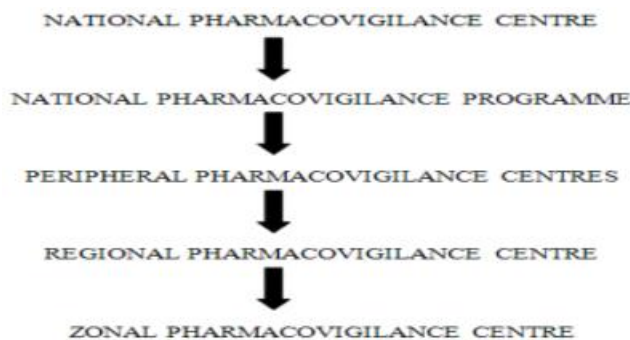 NATIONAL PHARMACOVIGILANCE CENTRE
NATIONAL PHARMACOVIGILANCE PROGRAMME
PERIPHERAL PHARMACOVIGILANCE CENTRES
REGIONAL PHARMACOVIGILANCE CENTRE
ZONAL PHARMACOVIGILANCE CENTRE